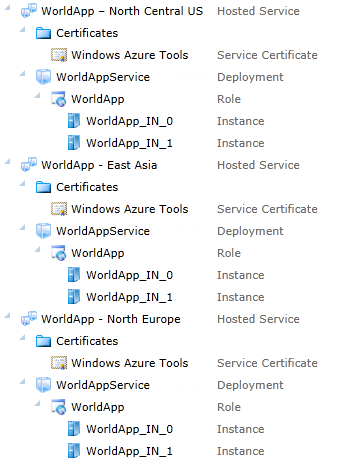 WorldApp – North Central US Hosted Service
Certificates
Windows Azure Tools Service Certificate
WorldAppService Deployment
WorldApp Role
WorldApp_IN_0 Instance
WorldApp_IN_1 Instance
WorldApp - East Asia Hosted Service
Certificates
Windows Azure Tools Service Certificate
WorldAppService Deployment
WorldApp Role
WorldApp_IN_0 Instance
WorldApp_IN_1 Instance
WorldApp - North Europe Hosted Service
Certificates
Windows Azure Tools Service Certificate
WorldAppService Deployment
WorldApp Role
WorldApp_IN_0 Instance
WorldApp_IN_1 Instance